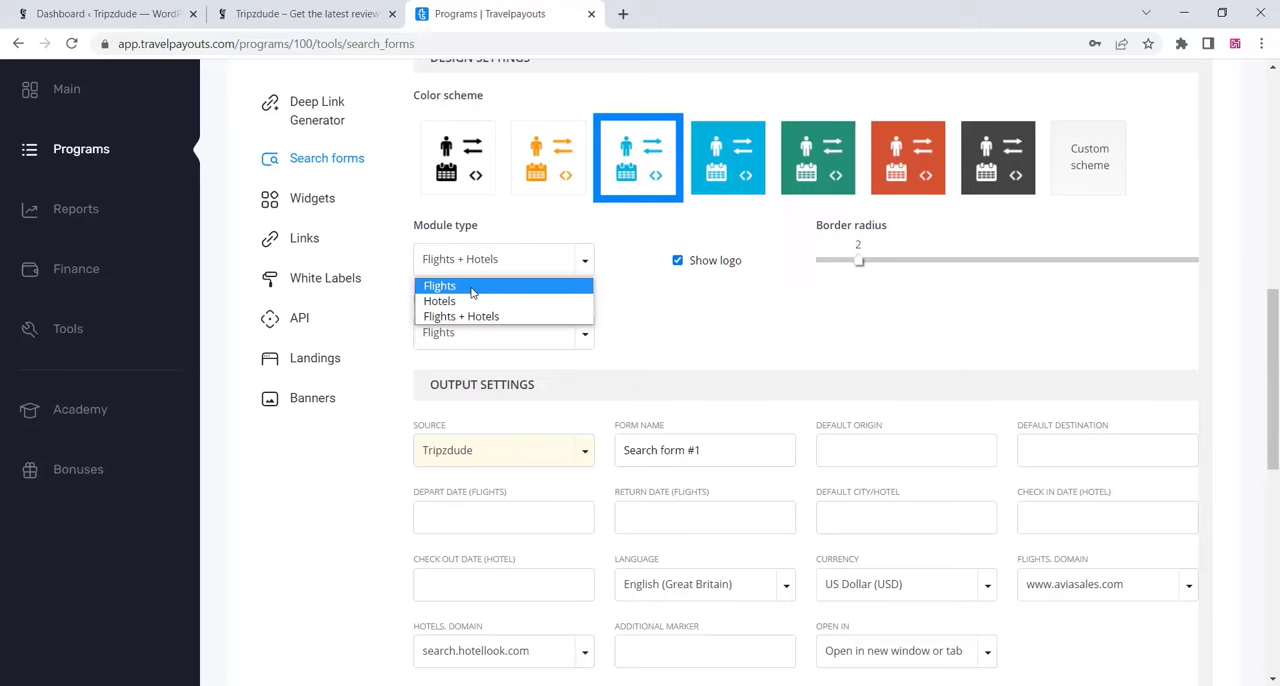 Dashboard ‹ Tripzdude — WordP
Tripzdude – Get the latest review
Programs | Travelpayouts
app.travelpayouts.com/programs/100/tools/search_forms
Main
Programs
Reports
Finance
Tools
Academy
Bonuses
Deep Link
Generator
Search forms
Widgets
Links
White Labels
API
Landings
Banners
DESIGN SETTINGS
Color scheme
Custom
scheme
Module type
Border radius
2
Flights + Hotels
Show logo
Flights
Hotels
Flights + Hotels
Flights
OUTPUT SETTINGS
SOURCE
FORM NAME
DEFAULT ORIGIN
DEFAULT DESTINATION
Tripzdude
Search form #1
DEPART DATE (FLIGHTS)
RETURN DATE (FLIGHTS)
DEFAULT CITY/HOTEL
CHECK IN DATE (HOTEL)
CHECK OUT DATE (HOTEL)
LANGUAGE
CURRENCY
FLIGHTS. DOMAIN
English (Great Britain)
US Dollar (USD)
www.aviasales.com
HOTELS. DOMAIN
ADDITIONAL MARKER
OPEN IN
search.hotellook.com
Open in new window or tab